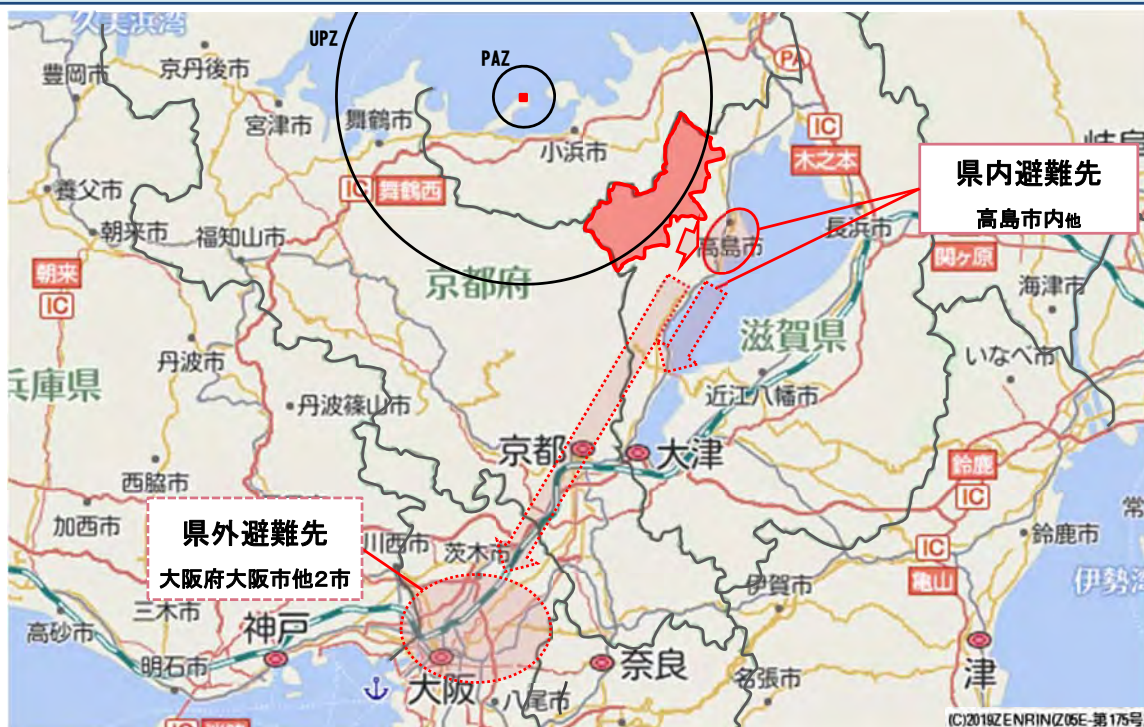 久美浜湾
UPZ
PAZ
豊岡市
京丹後市
PA
宮津市
舞鶴市
小浜市
IC
木之本
岐阜
県内避難先
高島市内他
IC 舞鶴西
養父市
朝来市
福知山市
高島市
長浜市
関ヶ原
朝来
IC
京都府
海津市
滋賀県
丹波市
いなべ市
兵庫県
丹波篠山市
近江八幡市
京都
大津
西脇市
鈴鹿
IC
県外避難先
大阪府大阪市他2市
加西市
川西市
茨木市
鈴鹿市
IC
亀山
伊勢湾
三木市
伊賀市
高砂市
神戸
明石市
奈良
津
大阪
八尾市
名張市
IC
(C)2019ZENRIN(Z05E-第175号